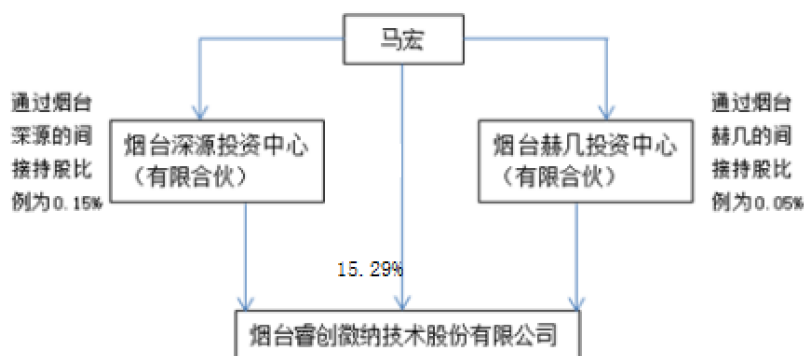 马宏
通过烟台
深源的间
接持股比
例为0.15%
烟台深源投资中心
（有限合伙）
烟台赫几投资中心
（有限合伙）
通过烟台
赫几的间
接持股比
例为0.05%
15.29%
烟台睿创微纳技术股份有限公司